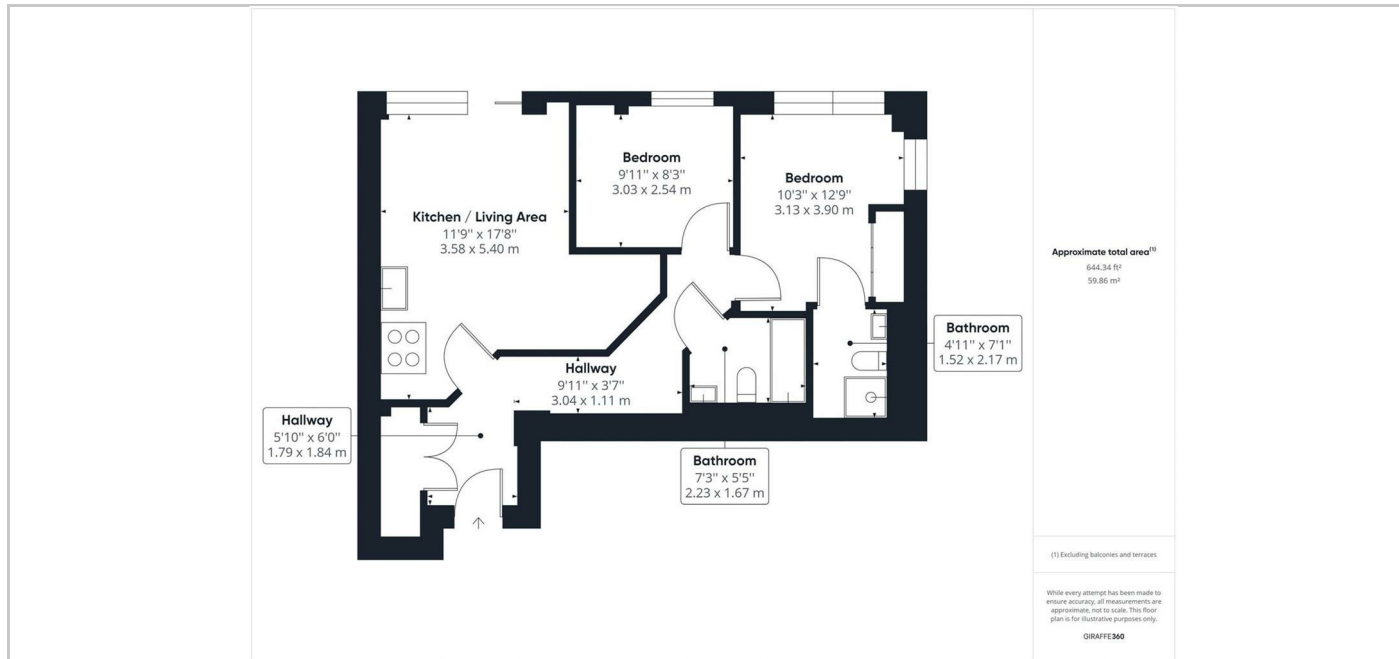 Bedroom
9'11" x 8'3"
3.03 x 2.54 m
Bedroom
10'3" x 12'9"
3.13 x 3.90 m
Kitchen / Living Area
11'9" x 17'8"
3.58 x 5.40 m
Hallway
9'11" x 3'7"
3.04 x 1.11 m
Bathroom
4'11" x 7'1"
1.52 x 2.17 m
Hallway
5'10" x 6'0"
1.79 x 1.84 m
Bathroom
7'3" x 5'5"
2.23 x 1.67 m
Approximate total area(1)
644.34 ft²
59.86 m²
(1) Excluding balconies and terraces
While every attempt has been made to
ensure accuracy, all measurements are
approximate, not to scale. This floor
plan is for illustrative purposes only.
GIRAFFE360